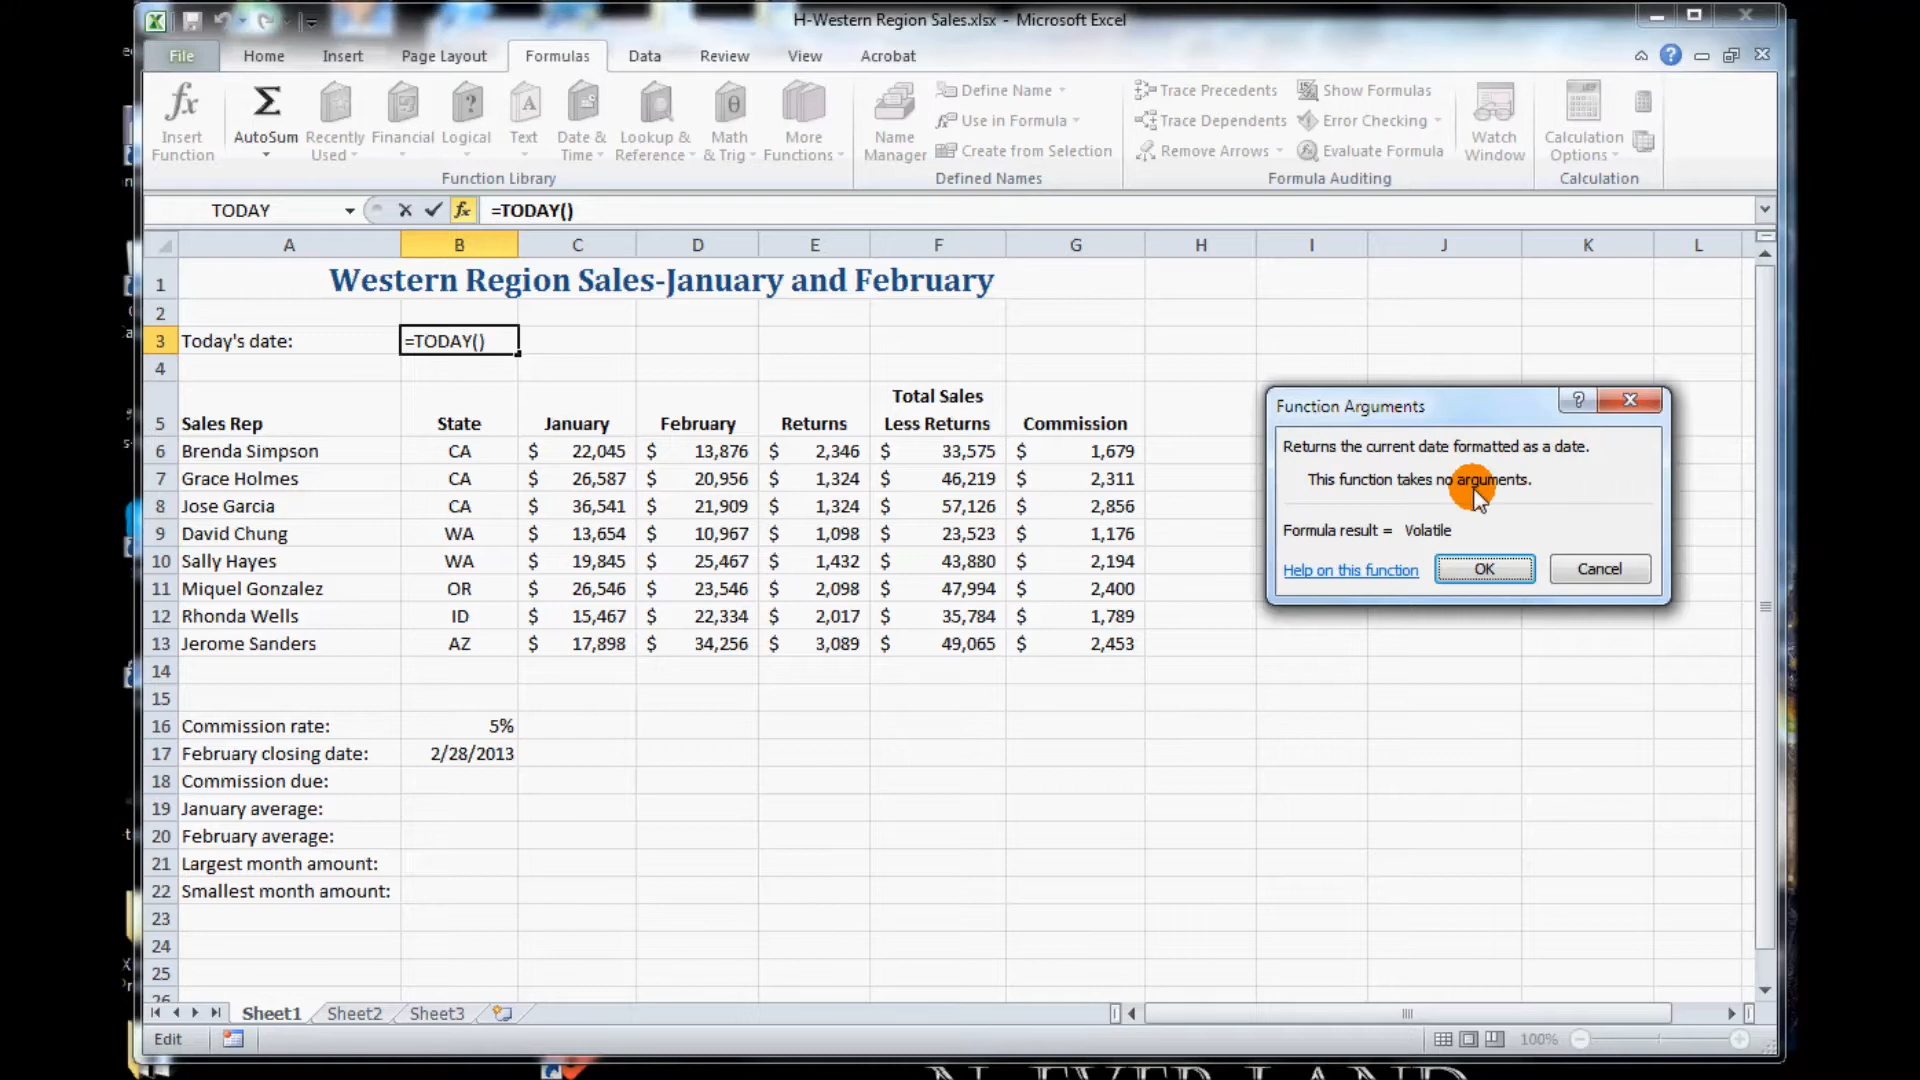 H-Western Region Sales.xlsx - Microsoft Excel
File Home Insert Page Layout Formulas Data Review View Acrobat
Insert Function
AutoSum
Recently Used
Financial
Logical
Text
Date & Time
Lookup & Reference
Math & Trig
More Functions
Function Library
Name Manager
Define Name
Use in Formula
Create from Selection
Defined Names
Trace Precedents
Trace Dependents
Remove Arrows
Show Formulas
Error Checking
Evaluate Formula
Formula Auditing
Watch Window
Calculation Options
Calculation
TODAY fx =TODAY()
A B C D E F G H I J K L
1 Western Region Sales-January and February
2
3 Today's date: =TODAY()
4
5 Sales Rep State January February Returns Total Sales Less Returns Commission
6 Brenda Simpson CA $ 22,045 $ 13,876 $ 2,346 $ 33,575 $ 1,679
7 Grace Holmes CA $ 26,587 $ 20,956 $ 1,324 $ 46,219 $ 2,311
8 Jose Garcia CA $ 36,541 $ 21,909 $ 1,324 $ 57,126 $ 2,856
9 David Chung WA $ 13,654 $ 10,967 $ 1,098 $ 23,523 $ 1,176
10 Sally Hayes WA $ 19,845 $ 25,467 $ 1,432 $ 43,880 $ 2,194
11 Miquel Gonzalez OR $ 26,546 $ 23,546 $ 2,098 $ 47,994 $ 2,400
12 Rhonda Wells ID $ 15,467 $ 22,334 $ 2,017 $ 35,784 $ 1,789
13 Jerome Sanders AZ $ 17,898 $ 34,256 $ 3,089 $ 49,065 $ 2,453
14
15
16 Commission rate: 5%
17 February closing date: 2/28/2013
18 Commission due:
19 January average:
20 February average:
21 Largest month amount:
22 Smallest month amount:
23
24
25
26
Function Arguments
Returns the current date formatted as a date.
This function takes no arguments.
Formula result = Volatile
Help on this function OK Cancel
Sheet1 Sheet2 Sheet3
Edit 100%